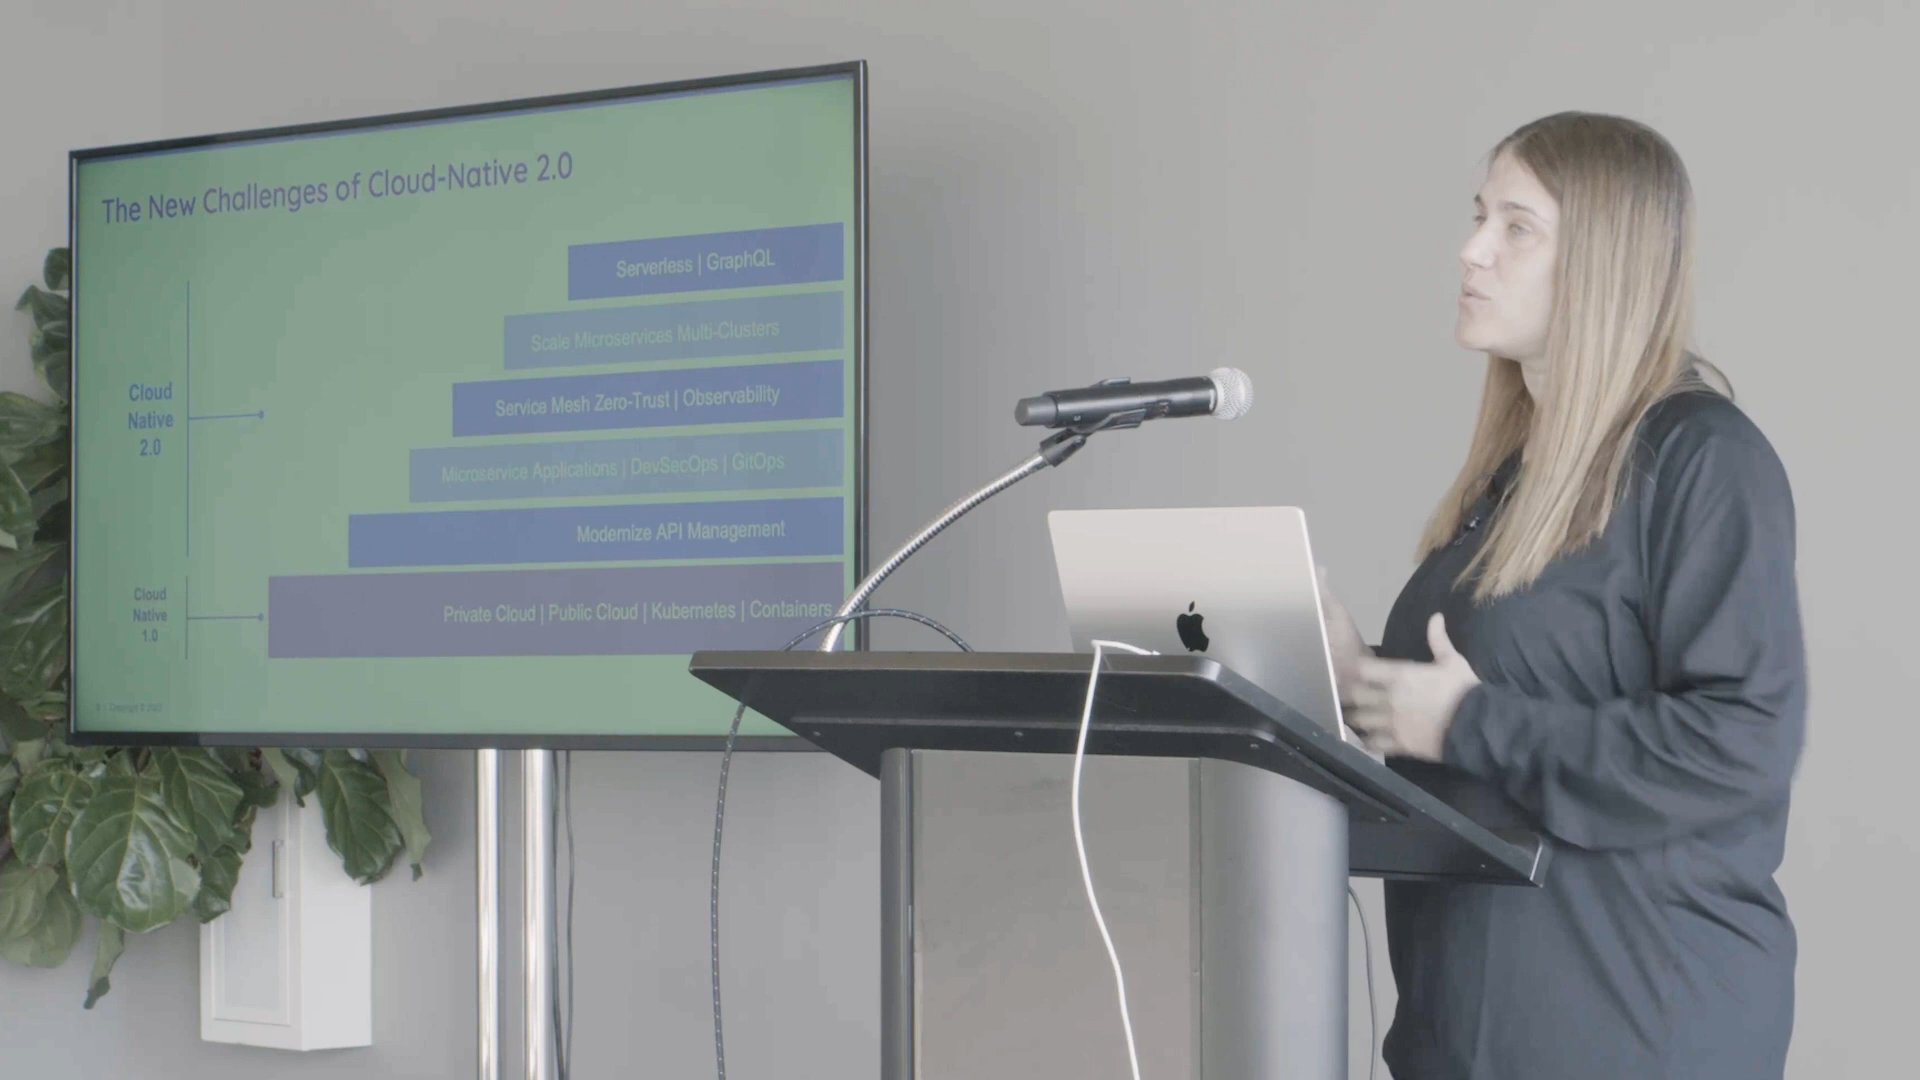 The New Challenges of Cloud-Native 2.0
Serverless | GraphQL
Scale Microservices Multi-Clusters
Service Mesh Zero-Trust | Observability
Microservice Applications | DevSecOps | GitOps
Modernize API Management
Private Cloud | Public Cloud | Kubernetes | Containers
Cloud
Native
2.0
Cloud
Native
1.0
Copyright ©